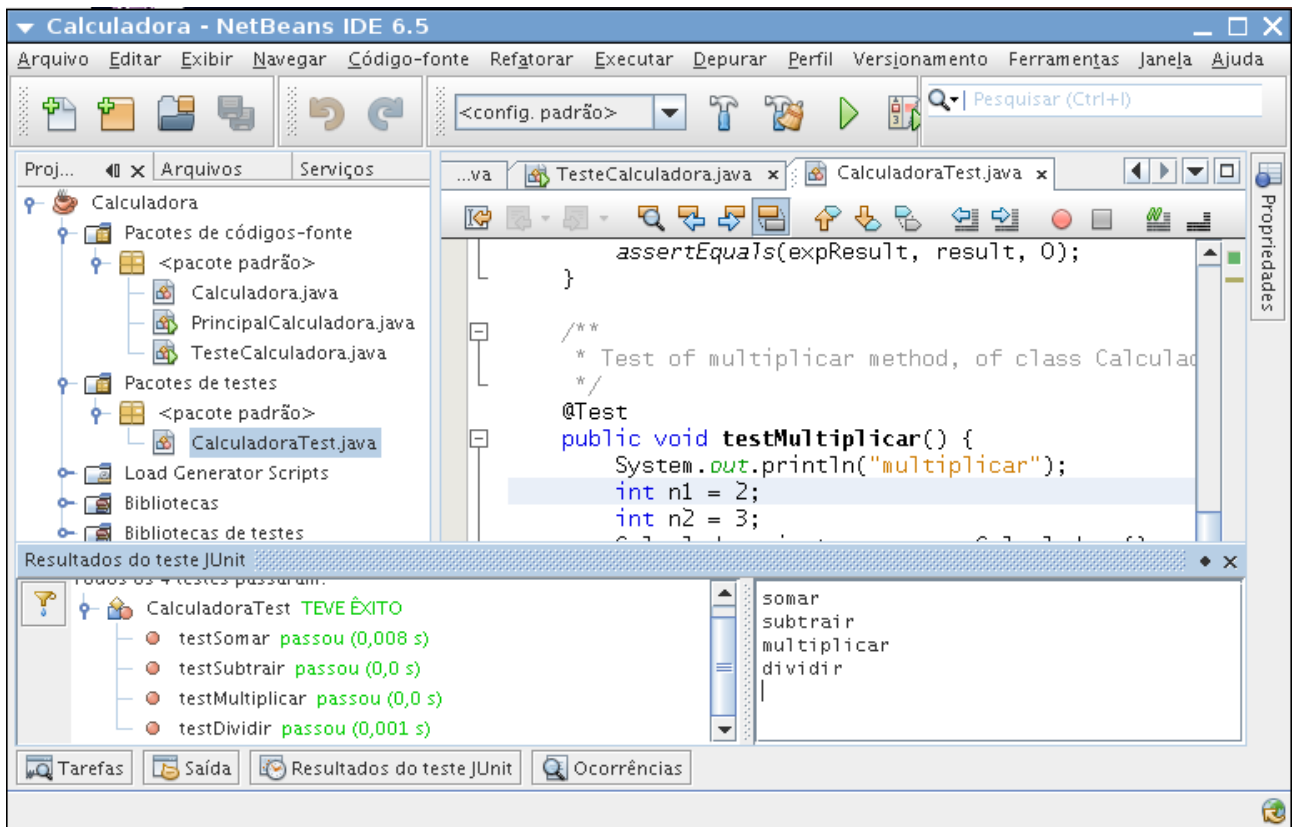 Calculadora - NetBeans IDE 6.5
Arquivo Editar Exibir Navegar Código-fonte Refatorar Executar Depurar Perfil Versionamento Ferramentas Janela Ajuda
<config. padrão> Pesquisar (Ctrl+I)
Proj... Arquivos Serviços
...va TesteCalculadora.java CalculadoraTest.java
Propriedades
Calculadora
Pacotes de códigos-fonte
<pacote padrão>
Calculadora.java
PrincipalCalculadora.java
TesteCalculadora.java
Pacotes de testes
<pacote padrão>
CalculadoraTest.java
Load Generator Scripts
Bibliotecas
Bibliotecas de testes
assertEquals(expResult, result, 0);
}
/**
* Test of multiplicar method, of class Calculad
*/
@Test
public void testMultiplicar() {
System.out.println("multiplicar");
int n1 = 2;
int n2 = 3;
Resultados do teste JUnit
Todos os 4 testes passaram.
CalculadoraTest TEVE ÊXITO
testSomar passou (0,008 s)
testSubtrair passou (0,0 s)
testMultiplicar passou (0,0 s)
testDividir passou (0,001 s)
somar
subtrair
multiplicar
dividir
Tarefas Saída Resultados do teste JUnit Ocorrências